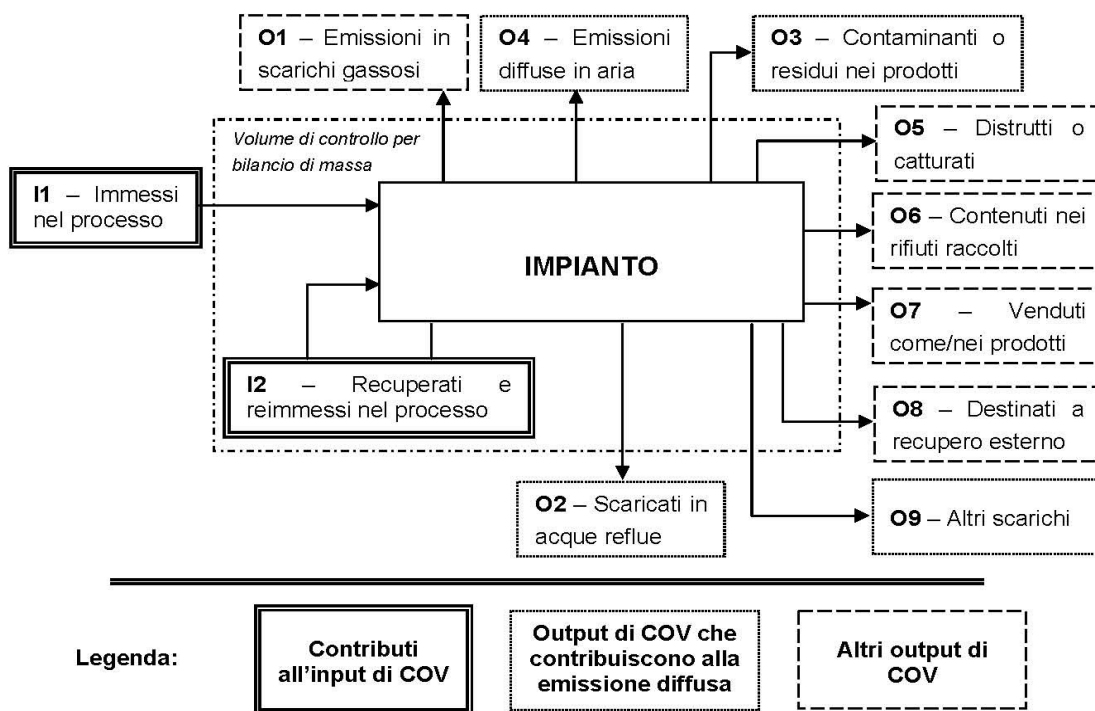 O1 – Emissioni in
scarichi gassosi
O4 – Emissioni
diffuse in aria
O3 – Contaminanti o
residui nei prodotti
Volume di controllo per
bilancio di massa
O5 – Distrutti o
catturati
I1 – Immessi
nel processo
O6 – Contenuti nei
rifiuti raccolti
IMPIANTO
O7 – Venduti
come/nei prodotti
I2 – Recuperati e
reimmessi nel processo
O8 – Destinati a
recupero esterno
O2 – Scaricati in
acque reflue
O9 – Altri scarichi
Legenda:
Contributi
all'input di COV
Output di COV che
contribuiscono alla
emissione diffusa
Altri output di
COV